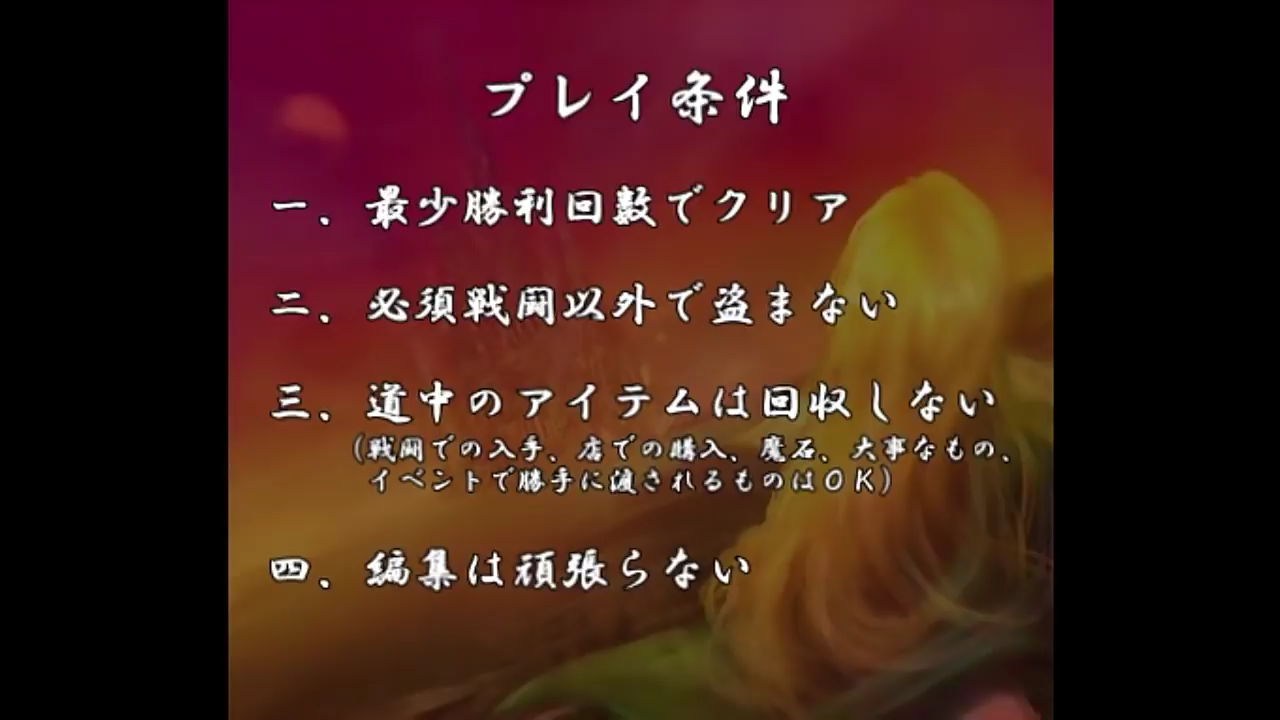 プレイ条件
一．最少勝利回数でクリア
二．必須戦闘以外で盗まない
三．道中のアイテムは回収しない
（戦闘での入手、店での購入、魔石、大事なもの、
イベントで勝手に渡されるものはＯＫ）
四．編集は頑張らない